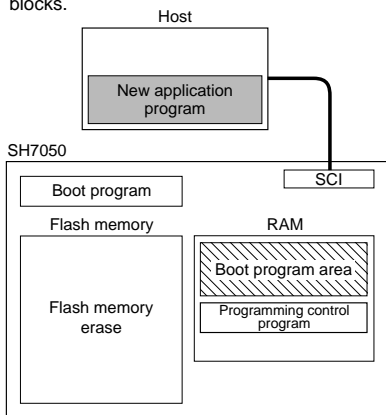 blocks.
Host
New application
program
SH7050
SCI
Boot program
Flash memory
RAM
Boot program area
Flash memory
erase
Programming control
program